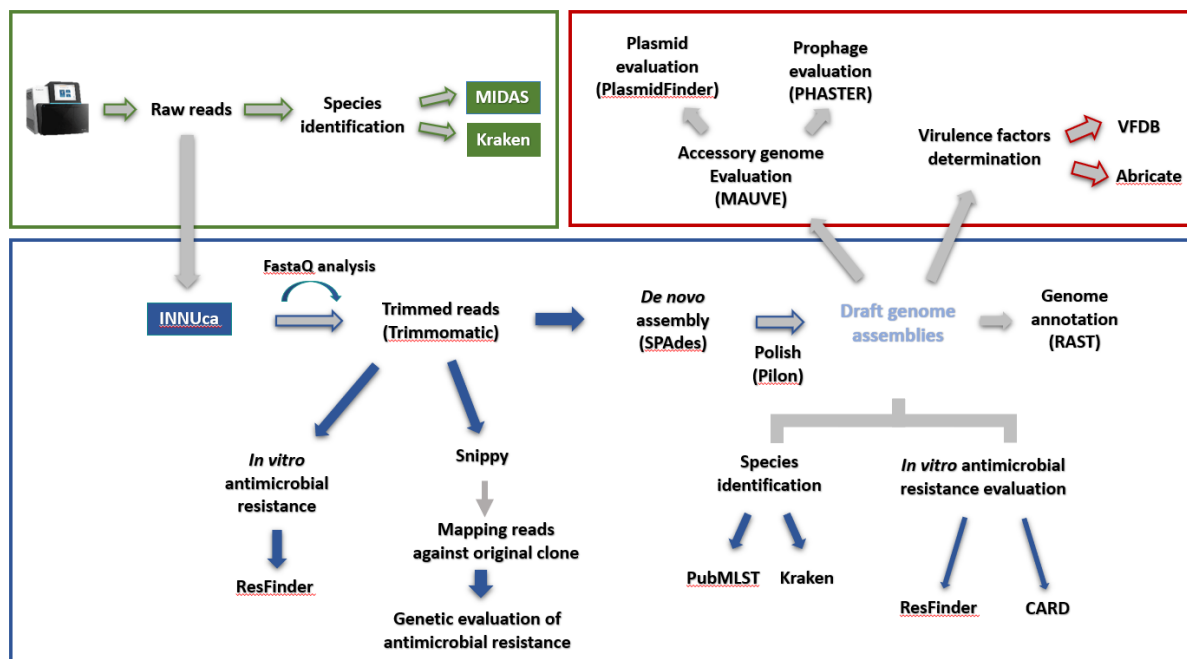 Raw reads
Species
identification
MIDAS
Kraken
Plasmid
evaluation
(PlasmidFinder)
Prophage
evaluation
(PHASTER)
Accessory genome
Evaluation
(MAUVE)
Virulence factors
determination
VFDB
Abricate
INNUca
FastaQ analysis
Trimmed reads
(Trimmomatic)
De novo
assembly
(SPAdes)
Polish
(Pilon)
Draft genome
assemblies
Genome
annotation
(RAST)
In vitro
antimicrobial
resistance
ResFinder
Snippy
Mapping reads
against original clone
Genetic evaluation of
antimicrobial resistance
Species
identification
PubMLST
Kraken
In vitro antimicrobial
resistance evaluation
ResFinder
CARD